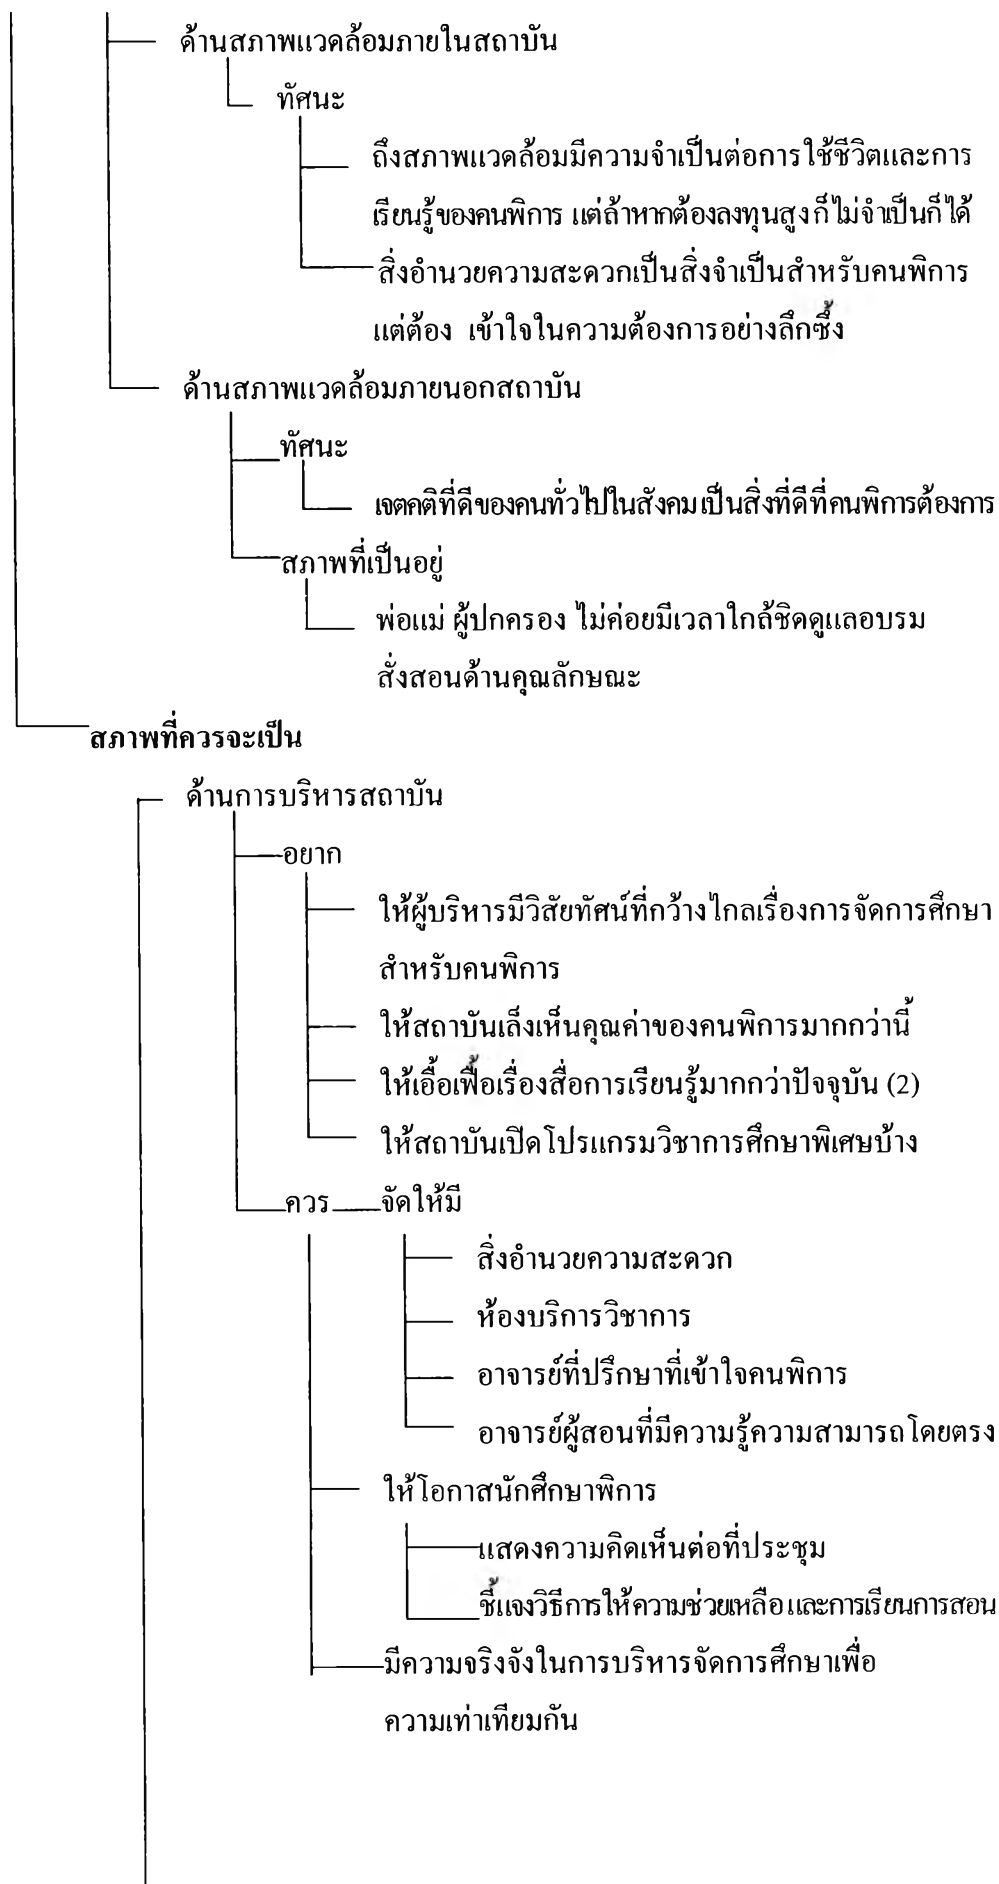 ด้านสภาพแวดล้อมภายในสถาบัน
ทัศนะ
ถึงสภาพแวดล้อมมีความจำเป็นต่อการใช้ชีวิตและการ
เรียนรู้ของคนพิการ แต่ล้าหากต้องลงทุนสูงก็ไม่จำเป็นก็ได้
สิ่งอำนวยความสะดวกเป็นสิ่งจำเป็นสำหรับคนพิการ
แต่ต้อง เข้าใจในความต้องการอย่างลึกซึ้ง
ด้านสภาพแวดล้อมภายนอกสถาบัน
ทัศนะ
เจตคติที่ดีของคนทั่วไปในสังคมเป็นสิ่งที่ดีที่คนพิการต้องการ
สภาพที่เป็นอยู่
พ่อแม่ ผู้ปกครอง ไม่ค่อยมีเวลาใกล้ชิดดูแลอบรม
สั่งสอนด้านคุณลักษณะ
สภาพที่ควรจะเป็น
ด้านการบริหารสถาบัน
อยาก
ให้ผู้บริหารมีวิสัยทัศน์ที่กว้างไกลเรื่องการจัดการศึกษา
สำหรับคนพิการ
ให้สถาบันเล็งเห็นคุณค่าของคนพิการมากกว่านี้
ให้เอื้อเฟื้อเรื่องสื่อการเรียนรู้มากกว่าปัจจุบัน (2)
ให้สถาบันเปิดโปรแกรมวิชาการศึกษาพิเศษบ้าง
ควร จัดให้มี
สิ่งอำนวยความสะดวก
ห้องบริการวิชาการ
อาจารย์ที่ปรึกษาที่เข้าใจคนพิการ
อาจารย์ผู้สอนที่มีความรู้ความสามารถโดยตรง
ให้โอกาสนักศึกษาพิการ
แสดงความคิดเห็นต่อที่ประชุม
ชี้แจงวิธีการให้ความช่วยเหลือและการเรียนการสอน
มีความจริงจังในการบริหารจัดการศึกษาเพื่อ
ความเท่าเทียมกัน